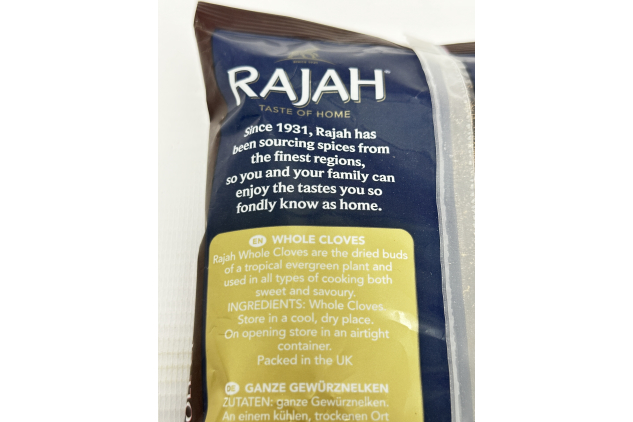 SINCE 1931
RAJAH
TASTE OF HOME
Since 1931, Rajah has
been sourcing spices from
the finest regions,
so you and your family can
enjoy the tastes you so
fondly know as home.
EN WHOLE CLOVES
Rajah Whole Cloves are the dried buds
of a tropical evergreen plant and
used in all types of cooking both
sweet and savoury.
INGREDIENTS: Whole Cloves
Store in a cool, dry place.
On opening store in an airtight
container.
Packed in the UK
DE GANZE GEWÜRZNELKEN
ZUTATEN: ganze Gewürznelken.
An einem kühlen, trockenen Ort